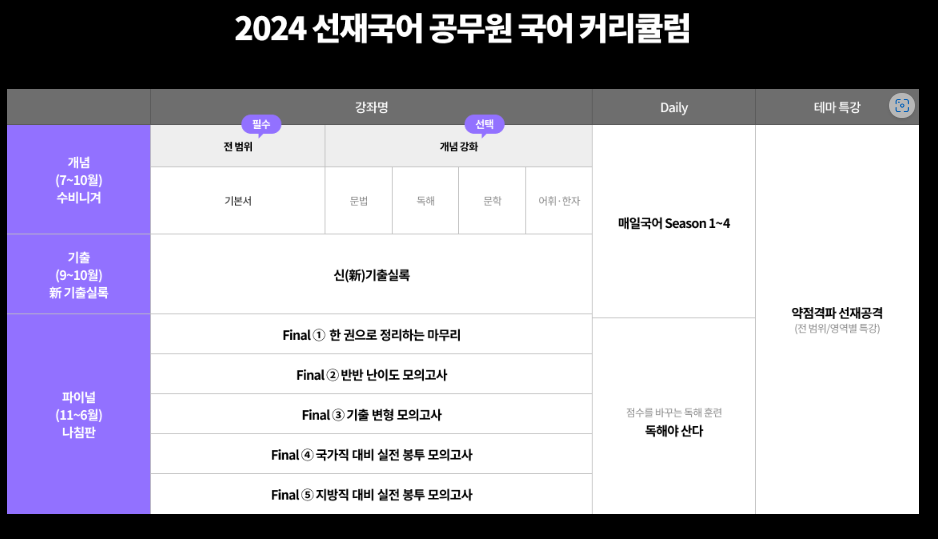 2024 선재국어 공무원 국어 커리큘럼
강좌명
Daily
테마 특강
필수
선택
개념
(7~10월)
수비니겨
전 범위
개념 강화
기본서
문법
독해
문학
어휘·한자
매일국어 Season 1~4
기출
(9~10월)
新 기출실록
신(新)기출실록
약점격파 선재공격
(전 범위/영역별 특강)
파이널
(11~6월)
나침판
Final ① 한 권으로 정리하는 마무리
Final ② 반반 난이도 모의고사
Final ③ 기출 변형 모의고사
Final ④ 국가직 대비 실전 봉투 모의고사
Final ⑤ 지방직 대비 실전 봉투 모의고사
점수를 바꾸는 독해 훈련
독해야 산다